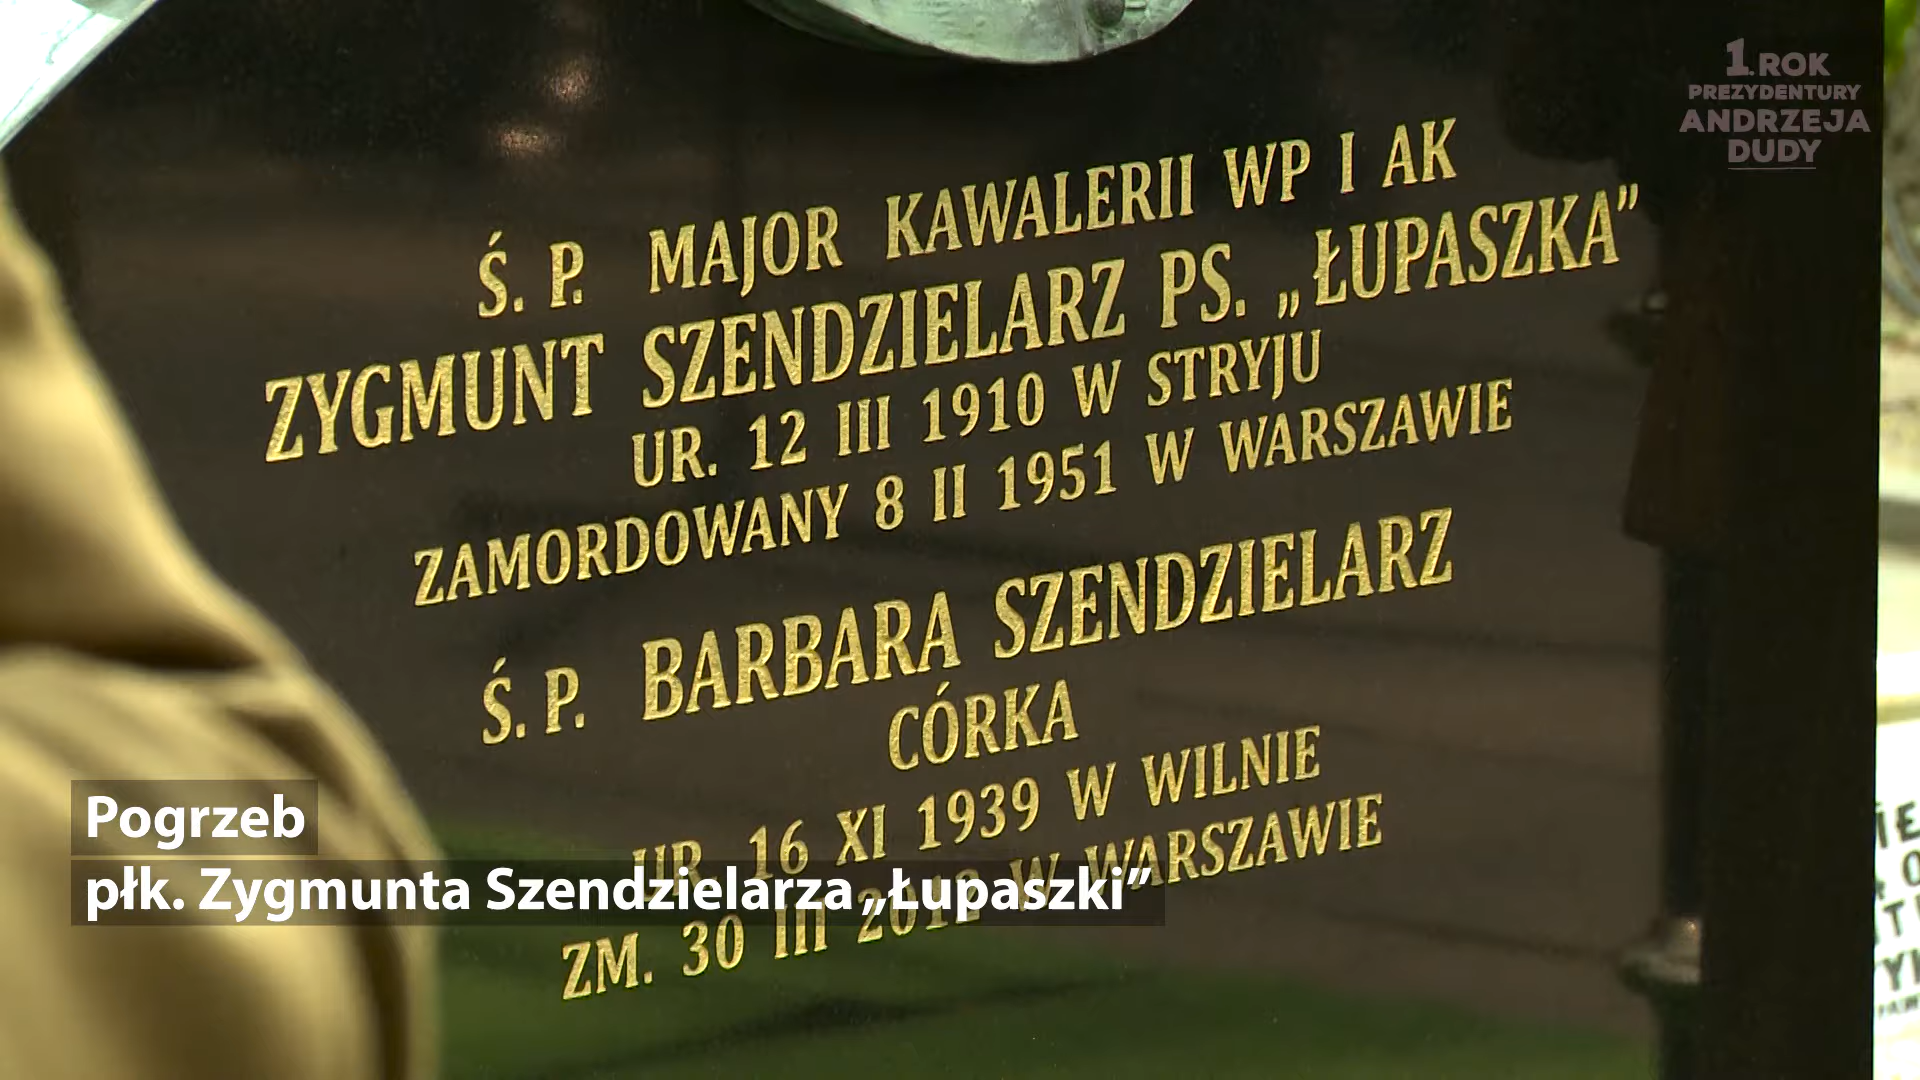 1. ROK
PREZYDENTURY
ANDRZEJA
DUDY
Ś. P. MAJOR KAWALERII WP I AK
ZYGMUNT SZENDZIELARZ PS. „ŁUPASZKA”
UR. 12 III 1910 W STRYJU
ZAMORDOWANY 8 II 1951 W WARSZAWIE
Ś. P. BARBARA SZENDZIELARZ
CÓRKA
UR. 16 XI 1939 W WILNIE
ZM. 30 III 2012 W WARSZAWIE
Pogrzeb
płk. Zygmunta Szendzielarza „Łupaszki”